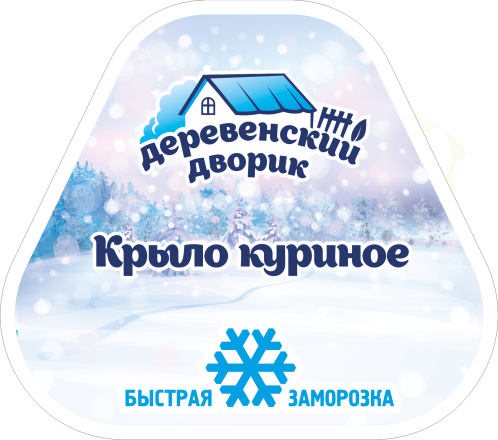 деревенский
дворик
Крыло куриное
БЫСТРАЯ ЗАМОРОЗКА